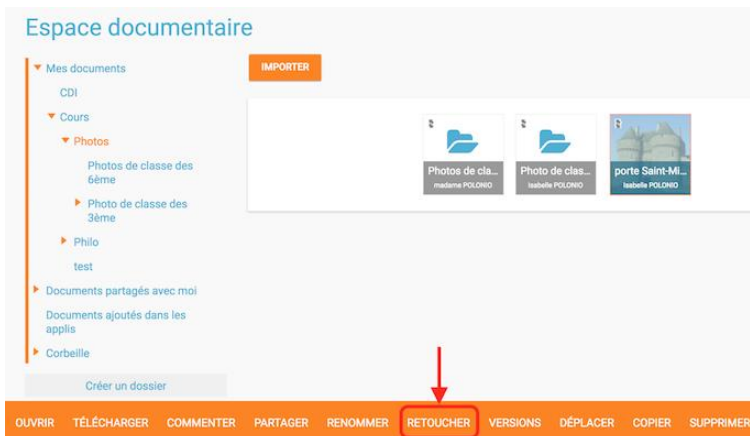 Espace documentaire
Mes documents
CDI
Cours
Photos
Photos de classe des
6ème
Photo de classe des
3ème
Philo
test
Documents partagés avec moi
Documents ajoutés dans les
applis
Corbeille
Créer un dossier
IMPORTER
Photos de cla...
madame POLONIO
Photo de clas...
Isabelle POLONIO
porte Saint-Mi...
Isabelle POLONIO
OUVRIR TÉLÉCHARGER COMMENTER PARTAGER RENOMMER RETOUCHER VERSIONS DÉPLACER COPIER SUPPRIMER